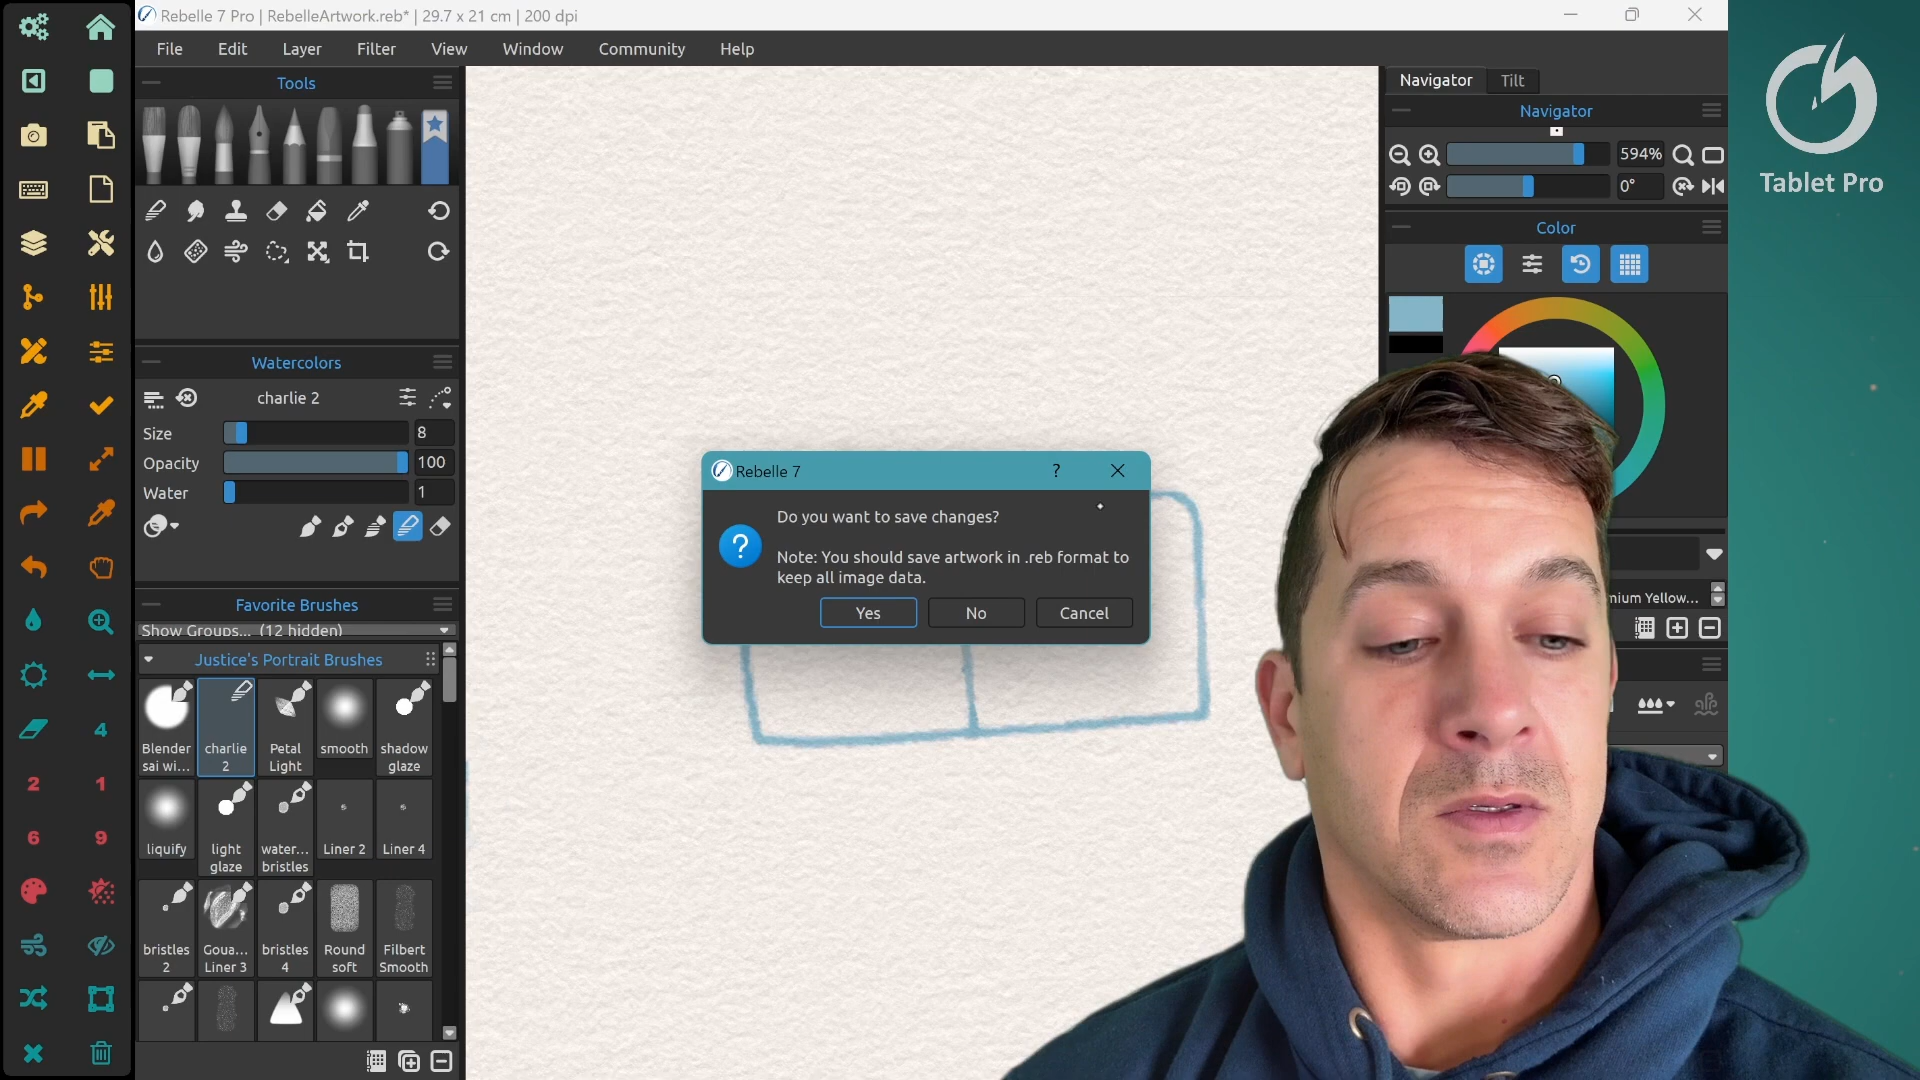 Rebelle 7 Pro | RebelleArtwork.reb* | 29.7 x 21 cm | 200 dpi
File Edit Layer Filter View Window Community Help
Tools
Navigator Tilt
Navigator
594%
0°
Tablet Pro
Color
Watercolors
charlie 2
Size 8
Opacity 100
Water 1
Rebelle 7 ?
Do you want to save changes?
Note: You should save artwork in .reb format to
keep all image data.
Yes No Cancel
Yellow...
Favorite Brushes
Show Groups... (12 hidden)
Justice's Portrait Brushes
Blender charlie Petal smooth shadow
sai wi... 2 Light glaze
liquify light water... Liner 2 Liner 4
glaze bristles
bristles Goua... bristles Round Filbert
2 Liner 3 4 soft Smooth
4
2 1
6 9